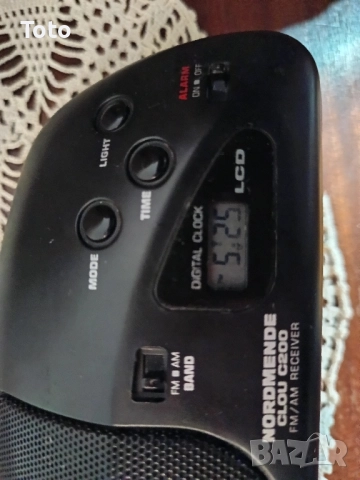 Toto
ALARM
ON OFF
LIGHT
TIME
MODE
DIGITAL CLOCK
5:25
LCD
FM AM
BAND
NORDMENDE
CLOU C200
FM/AM RECEIVER
bazar